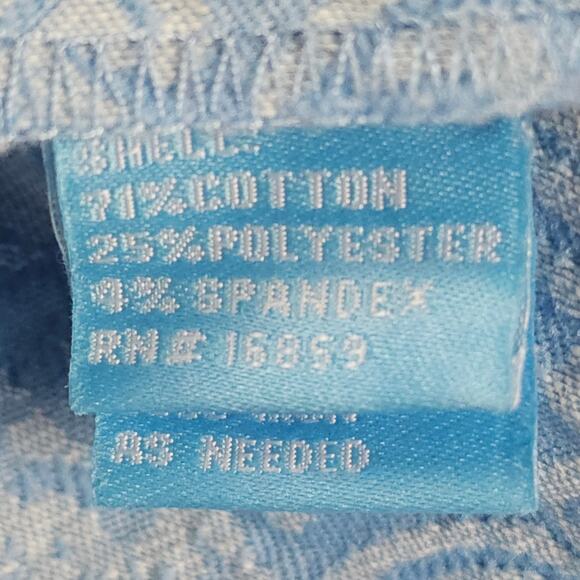 SHELL:
71%COTTON
25%POLYESTER
4% SPANDEX
RN# 16859
AS NEEDED